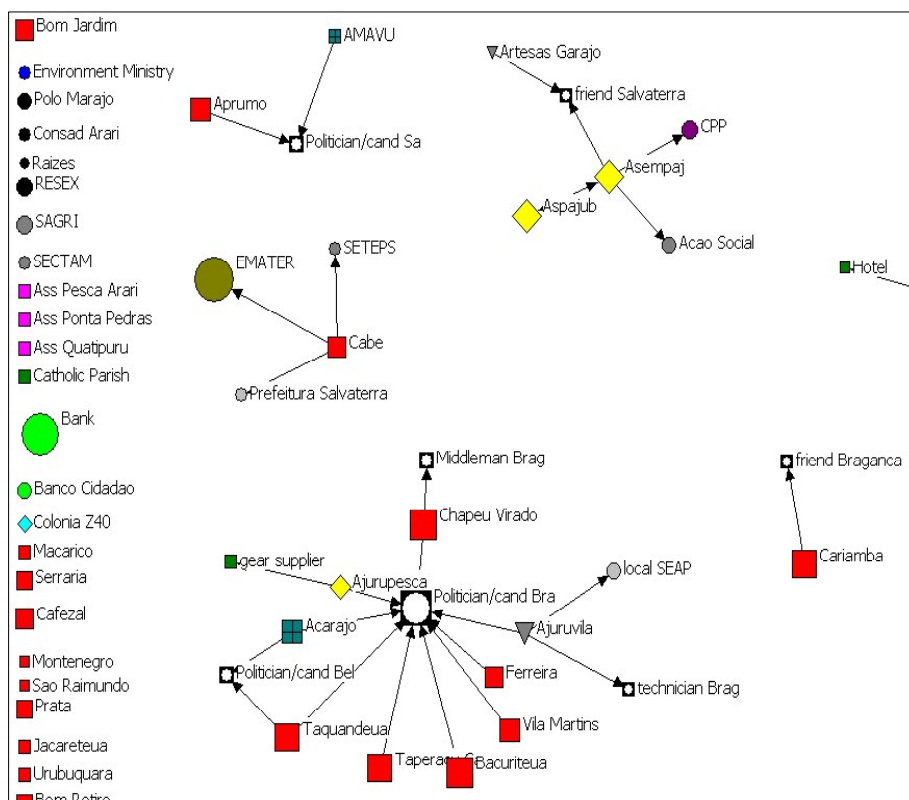 Bom Jardim
Environment Ministry
Polo Marajo
Consad Arari
Raizes
RESEX
SAGRI
SECTAM
Ass Pesca Arari
Ass Ponta Pedras
Ass Quatipuru
Catholic Parish
Bank
Banco Cidadao
Colonia Z40
Macarico
Serraria
Cafezal
Montenegro
Sao Raimundo
Prata
Jacareteua
Urubuquara
Bom Retiro
AMAVU
Aprumo
Politician/cand Sa
Artesas Garajo
friend Salvaterra
CPP
Asempaj
Aspajub
Acao Social
Hotel
SETEPS
EMATER
Cabe
Prefeitura Salvaterra
Middleman Brag
friend Braganca
Chapeu Virado
Cariamba
gear supplier
Ajurupesca
local SEAP
Politician/cand Bra
Acarajo
Ajuruvila
Politician/cand Bel
Ferreira
technician Brag
Taquandeua
Vila Martins
Bacuriteua